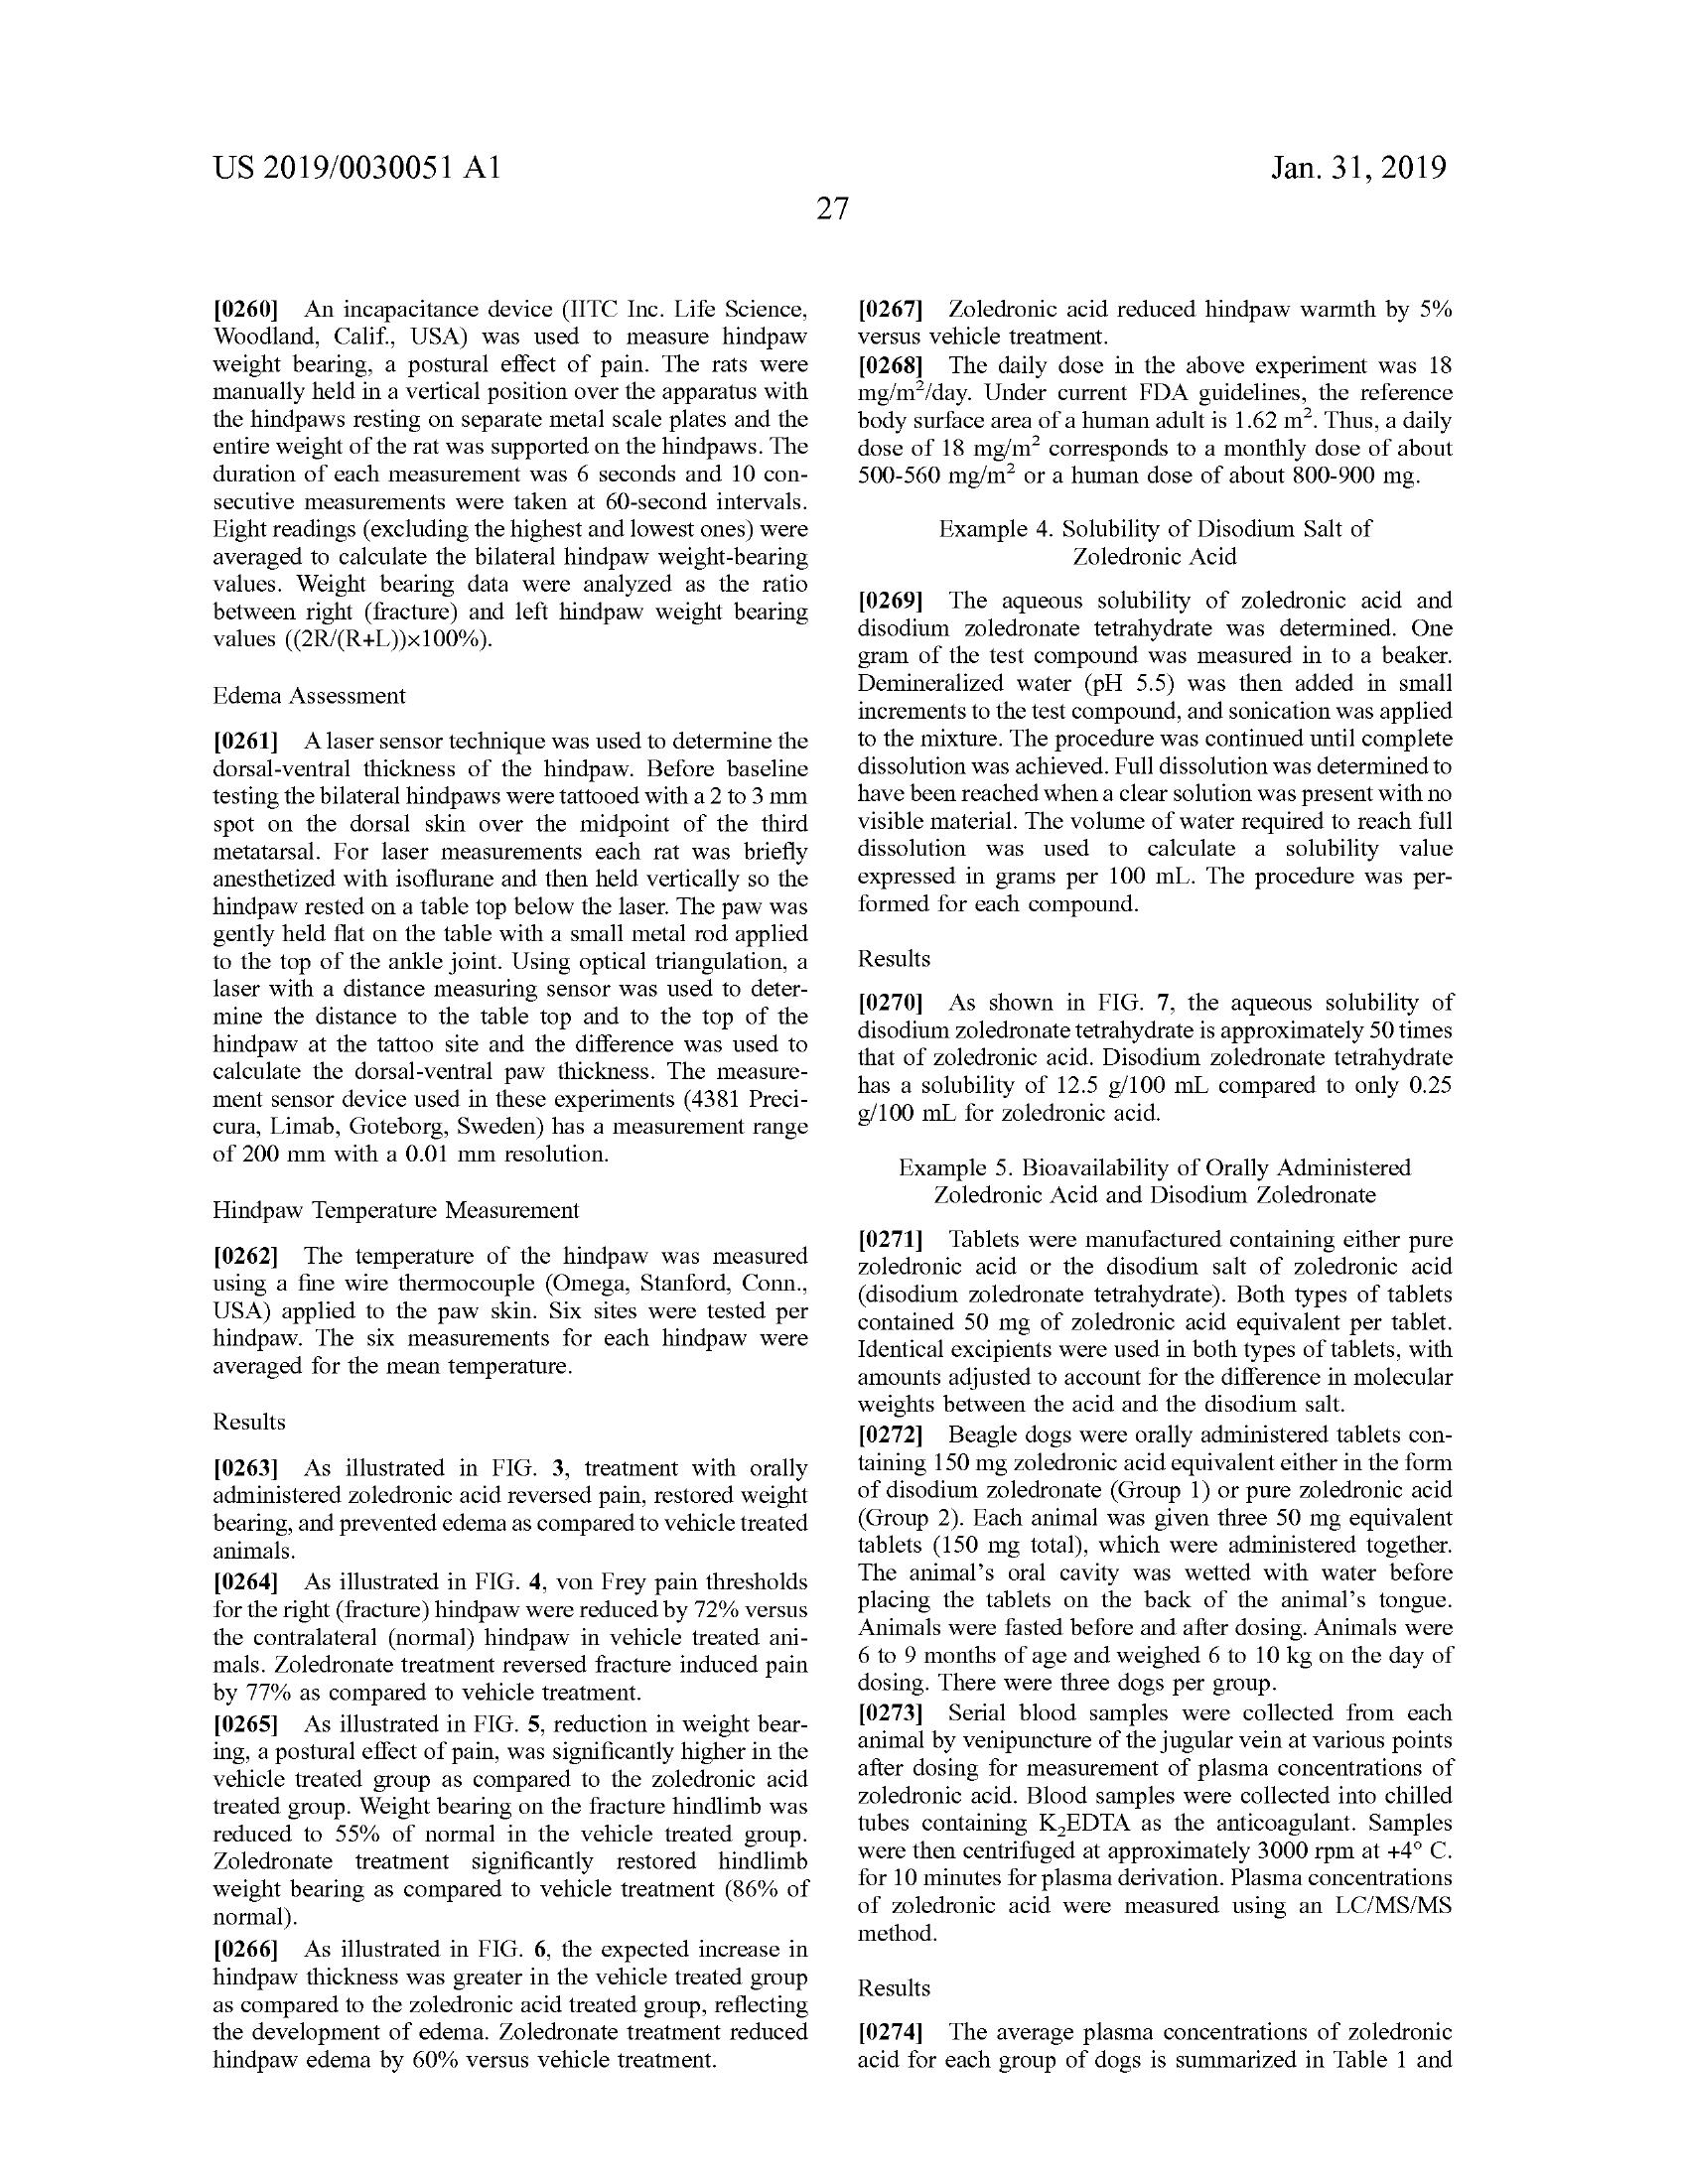 US 2019/0030051 A1
Jan. 31, 2019
27
[0260] An incapacitance device (IITC Inc. Life Science,
Woodland, Calif., USA) was used to measure hindpaw
weight bearing, a postural effect of pain. The rats were
manually held in a vertical position over the apparatus with
the hindpaws resting on separate metal scale plates and the
entire weight of the rat was supported on the hindpaws. The
duration of each measurement was 6 seconds and 10 con-
secutive measurements were taken at 60-second intervals.
Eight readings (excluding the highest and lowest ones) were
averaged to calculate the bilateral hindpaw weight-bearing
values. Weight bearing data were analyzed as the ratio
between right (fracture) and left hindpaw weight bearing
values ((2R/(R+L))×100%).
Edema Assessment
[0261] A laser sensor technique was used to determine the
dorsal-ventral thickness of the hindpaw. Before baseline
testing the bilateral hindpaws were tattooed with a 2 to 3 mm
spot on the dorsal skin over the midpoint of the third
metatarsal. For laser measurements each rat was briefly
anesthetized with isoflurane and then held vertically so the
hindpaw rested on a table top below the laser. The paw was
gently held flat on the table with a small metal rod applied
to the top of the ankle joint. Using optical triangulation, a
laser with a distance measuring sensor was used to deter-
mine the distance to the table top and to the top of the
hindpaw at the tattoo site and the difference was used to
calculate the dorsal-ventral paw thickness. The measure-
ment sensor device used in these experiments (4381 Preci-
cura, Limab, Goteborg, Sweden) has a measurement range
of 200 mm with a 0.01 mm resolution.
Hindpaw Temperature Measurement
[0262] The temperature of the hindpaw was measured
using a fine wire thermocouple (Omega, Stanford, Conn.,
USA) applied to the paw skin. Six sites were tested per
hindpaw. The six measurements for each hindpaw were
averaged for the mean temperature.
Results
[0263] As illustrated in FIG. 3, treatment with orally
administered zoledronic acid reversed pain, restored weight
bearing, and prevented edema as compared to vehicle treated
animals.
[0264] As illustrated in FIG. 4, von Frey pain thresholds
for the right (fracture) hindpaw were reduced by 72% versus
the contralateral (normal) hindpaw in vehicle treated ani-
mals. Zoledronate treatment reversed fracture induced pain
by 77% as compared to vehicle treatment.
[0265] As illustrated in FIG. 5, reduction in weight bear-
ing, a postural effect of pain, was significantly higher in the
vehicle treated group as compared to the zoledronic acid
treated group. Weight bearing on the fracture hindlimb was
reduced to 55% of normal in the vehicle treated group.
Zoledronate treatment significantly restored hindlimb
weight bearing as compared to vehicle treatment (86% of
normal).
[0266] As illustrated in FIG. 6, the expected increase in
hindpaw thickness was greater in the vehicle treated group
as compared to the zoledronic acid treated group, reflecting
the development of edema. Zoledronate treatment reduced
hindpaw edema by 60% versus vehicle treatment.
[0267] Zoledronic acid reduced hindpaw warmth by 5%
versus vehicle treatment.
[0268] The daily dose in the above experiment was 18
mg/m²/day. Under current FDA guidelines, the reference
body surface area of a human adult is 1.62 m². Thus, a daily
dose of 18 mg/m² corresponds to a monthly dose of about
500-560 mg/m² or a human dose of about 800-900 mg.
Example 4. Solubility of Disodium Salt of
Zoledronic Acid
[0269] The aqueous solubility of zoledronic acid and
disodium zoledronate tetrahydrate was determined. One
gram of the test compound was measured in to a beaker.
Demineralized water (pH 5.5) was then added in small
increments to the test compound, and sonication was applied
to the mixture. The procedure was continued until complete
dissolution was achieved. Full dissolution was determined to
have been reached when a clear solution was present with no
visible material. The volume of water required to reach full
dissolution was used to calculate a solubility value
expressed in grams per 100 mL. The procedure was per-
formed for each compound.
Results
[0270] As shown in FIG. 7, the aqueous solubility of
disodium zoledronate tetrahydrate is approximately 50 times
that of zoledronic acid. Disodium zoledronate tetrahydrate
has a solubility of 12.5 g/100 mL compared to only 0.25
g/100 mL for zoledronic acid.
Example 5. Bioavailability of Orally Administered
Zoledronic Acid and Disodium Zoledronate
[0271] Tablets were manufactured containing either pure
zoledronic acid or the disodium salt of zoledronic acid
(disodium zoledronate tetrahydrate). Both types of tablets
contained 50 mg of zoledronic acid equivalent per tablet.
Identical excipients were used in both types of tablets, with
amounts adjusted to account for the difference in molecular
weights between the acid and the disodium salt.
[0272] Beagle dogs were orally administered tablets con-
taining 150 mg zoledronic acid equivalent either in the form
of disodium zoledronate (Group 1) or pure zoledronic acid
(Group 2). Each animal was given three 50 mg equivalent
tablets (150 mg total), which were administered together.
The animal's oral cavity was wetted with water before
placing the tablets on the back of the animal's tongue.
Animals were fasted before and after dosing. Animals were
6 to 9 months of age and weighed 6 to 10 kg on the day of
dosing. There were three dogs per group.
[0273] Serial blood samples were collected from each
animal by venipuncture of the jugular vein at various points
after dosing for measurement of plasma concentrations of
zoledronic acid. Blood samples were collected into chilled
tubes containing K₂EDTA as the anticoagulant. Samples
were then centrifuged at approximately 3000 rpm at +4° C.
for 10 minutes for plasma derivation. Plasma concentrations
of zoledronic acid were measured using an LC/MS/MS
method.
Results
[0274] The average plasma concentrations of zoledronic
acid for each group of dogs is summarized in Table 1 and